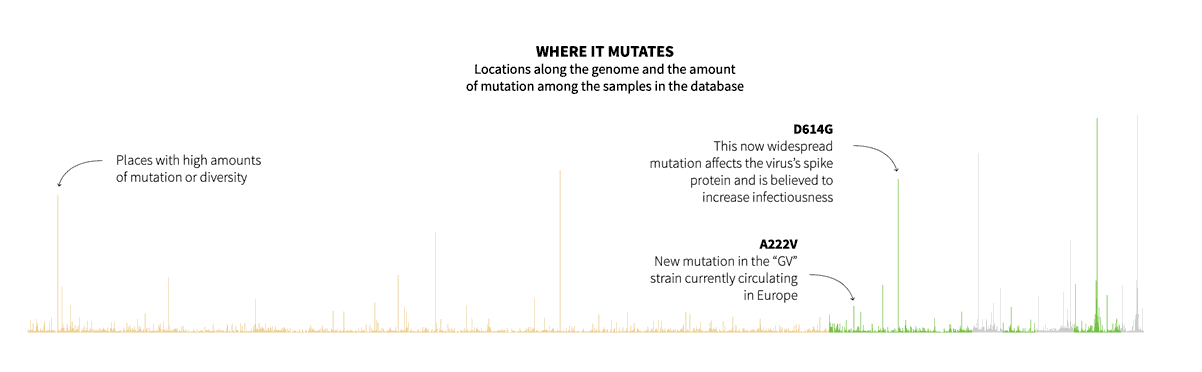 WHERE IT MUTATES
Locations along the genome and the amount
of mutation among the samples in the database
Places with high amounts
of mutation or diversity
D614G
This now widespread
mutation affects the virus’s spike
protein and is believed to
increase infectiousness
A222V
New mutation in the “GV”
strain currently circulating
in Europe